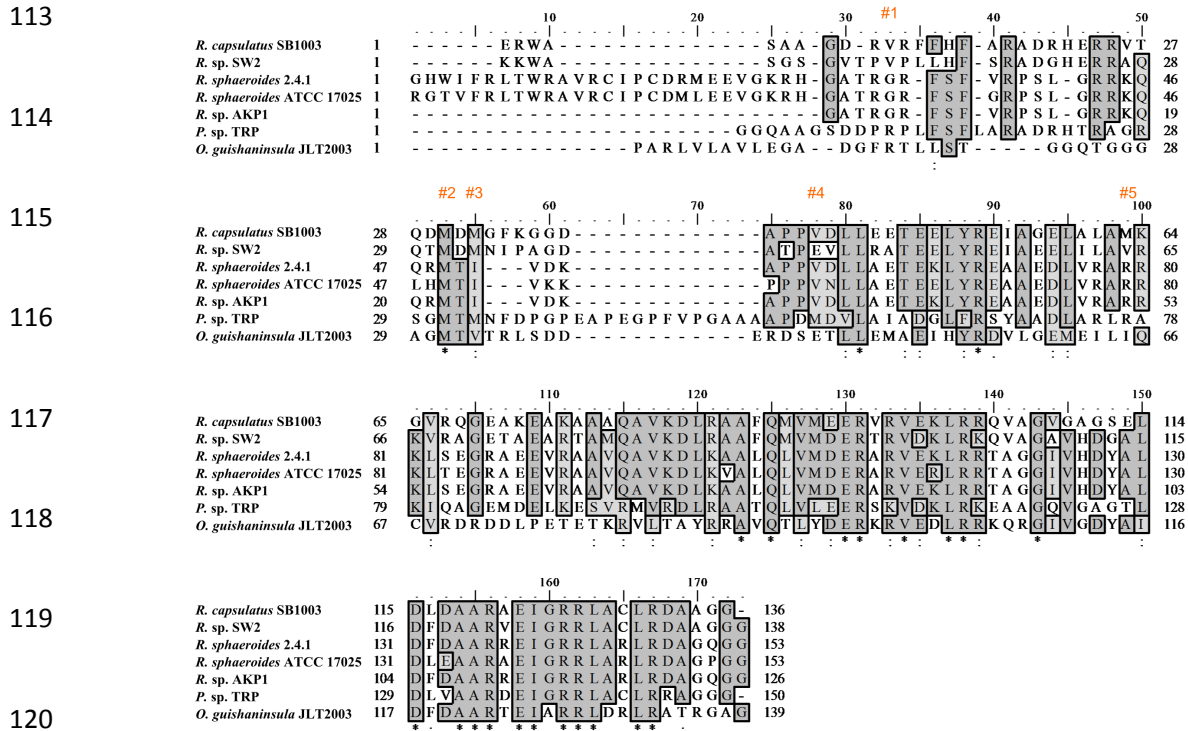 113
10 20 30 #1 40 50
R. capsulatus SB1003 1 - - - - - - E R W A - - - - - - - - - - - - - - S A A - G D - R V R F F H F - A R A D R H E R R V T 27
R. sp. SW2 1 - - - - - - K K W A - - - - - - - - - - - - - - S G S - G V T P V P L L H F - S R A D G H E R R A Q 28
R. sphaeroides 2.4.1 1 G H W I F R L T W R A V R C I P C D R M E E V G K R H - G A T R G R - F S F - V R P S L - G R R K Q 46
R. sphaeroides ATCC 17025 1 R G T V F R L T W R A V R C I P C D M L E E V G K R H - G A T R G R - F S F - G R P S L - G R R K Q 46
114
R. sp. AKP1 1 - - - - - - - - - - - - - - - - - - - - - - - - - - - - G A T R G R - F S F - V R P S L - G R R K Q 19
P. sp. TRP 1 - - - - - - - - - - - - - - - - - - - - - - G G Q A A G S D D P R P L F S F L A R A D R H T R A G R 28
O. guishaninsula JLT2003 1 - - - - - - - - - - - - - - - P A R L V L A V L E G A - - D G F R T L L S T - - - - - G G Q T G G G 28
:
115
#2 #3 60 70 #4 80 90 #5 100
R. capsulatus SB1003 28 Q D M D M G F K G G D - - - - - - - - - - - - - A P P V D L L E E T E E L Y R E I A G E L A L A M K 64
R. sp. SW2 29 Q T M D M N I P A G D - - - - - - - - - - - - - A T P E V L L R A T E E L Y R E I A E E L I L A V R 65
R. sphaeroides 2.4.1 47 Q R M T I - - - V D K - - - - - - - - - - - - - A P P V D L L A E T E K L Y R E A A E D L V R A R R 80
R. sphaeroides ATCC 17025 47 L H M T I - - - V K K - - - - - - - - - - - - - P P P V N L L A E T E K L Y R E A A E D L V R A R R 80
R. sp. AKP1 20 Q R M T I - - - V D K - - - - - - - - - - - - - A P P V D L L A E T E K L Y R E A A E D L V R A R R 53
116
P. sp. TRP 29 S G M T M N F D P G P E A P E G P F V P G A A A A P D M D V L A I A D G L F R S Y A A D L A R L R A 78
O. guishaninsula JLT2003 29 A G M T V T R L S D D - - - - - - - - - - - - E R D S E T L L E M A E I H Y R D V L G E M E I L I Q 66
* : : * : : : * : :
117
110 120 130 140 150
R. capsulatus SB1003 65 G V R Q G E A K E A K A A A Q A V K D L R A A F Q M V M E E R V R V E K L R R Q V A G V G A G S E L 114
R. sp. SW2 66 K V R A G E T A E A R T A M Q A V K D L R A A F Q M V M D E R T R V D K L R K Q V A G A V H D G A L 115
R. sphaeroides 2.4.1 81 K L S E G R A E E V R A A V Q A V K D L K A A L Q L V M D E R A R V E K L R R T A G G I V H D Y A L 130
R. sphaeroides ATCC 17025 81 K L T E G R A E E V R A A V Q A V K D L K V A L Q L V M D E R A R V E R L R R T A G G I V H D Y A L 130
R. sp. AKP1 54 K L S E G R A E E V R A A V Q A V K D L K A A L Q L V M D E R A R V E K L R R T A G G I V H D Y A L 103
P. sp. TRP 79 K I Q A G E M D E L K E S V R M V R D L R A A T Q L V L E E R S K V D K L R K E A A G Q V G A G T L 128
118
O. guishaninsula JLT2003 67 C V R D R D D L P E T E T K R V L T A Y R R A V Q T L Y D E R K R V E D L R R K Q R G I V G D Y A I 116
: : : : * * : : * * : * : * * : * :
160 170
119
R. capsulatus SB1003 115 D L D A A R A E I G R R L A C L R D A A G G - 136
R. sp. SW2 116 D F D A A R V E I G R R L A C L R D A A G G G 138
R. sphaeroides 2.4.1 131 D F D A A R R E I G R R L A R L R D A G Q G G 153
R. sphaeroides ATCC 17025 131 D L E A A R A E I G R R L A R L R D A G P G G 153
R. sp. AKP1 104 D F D A A R R E I G R R L A R L R D A G Q G G 126
P. sp. TRP 129 D L V A A R D E I G R R L A C L R R A G G G - 150
120
O. guishaninsula JLT2003 117 D F D A A R T E I A R R L D R L R A T R G A G 139
* . * * * * * * * * * * .